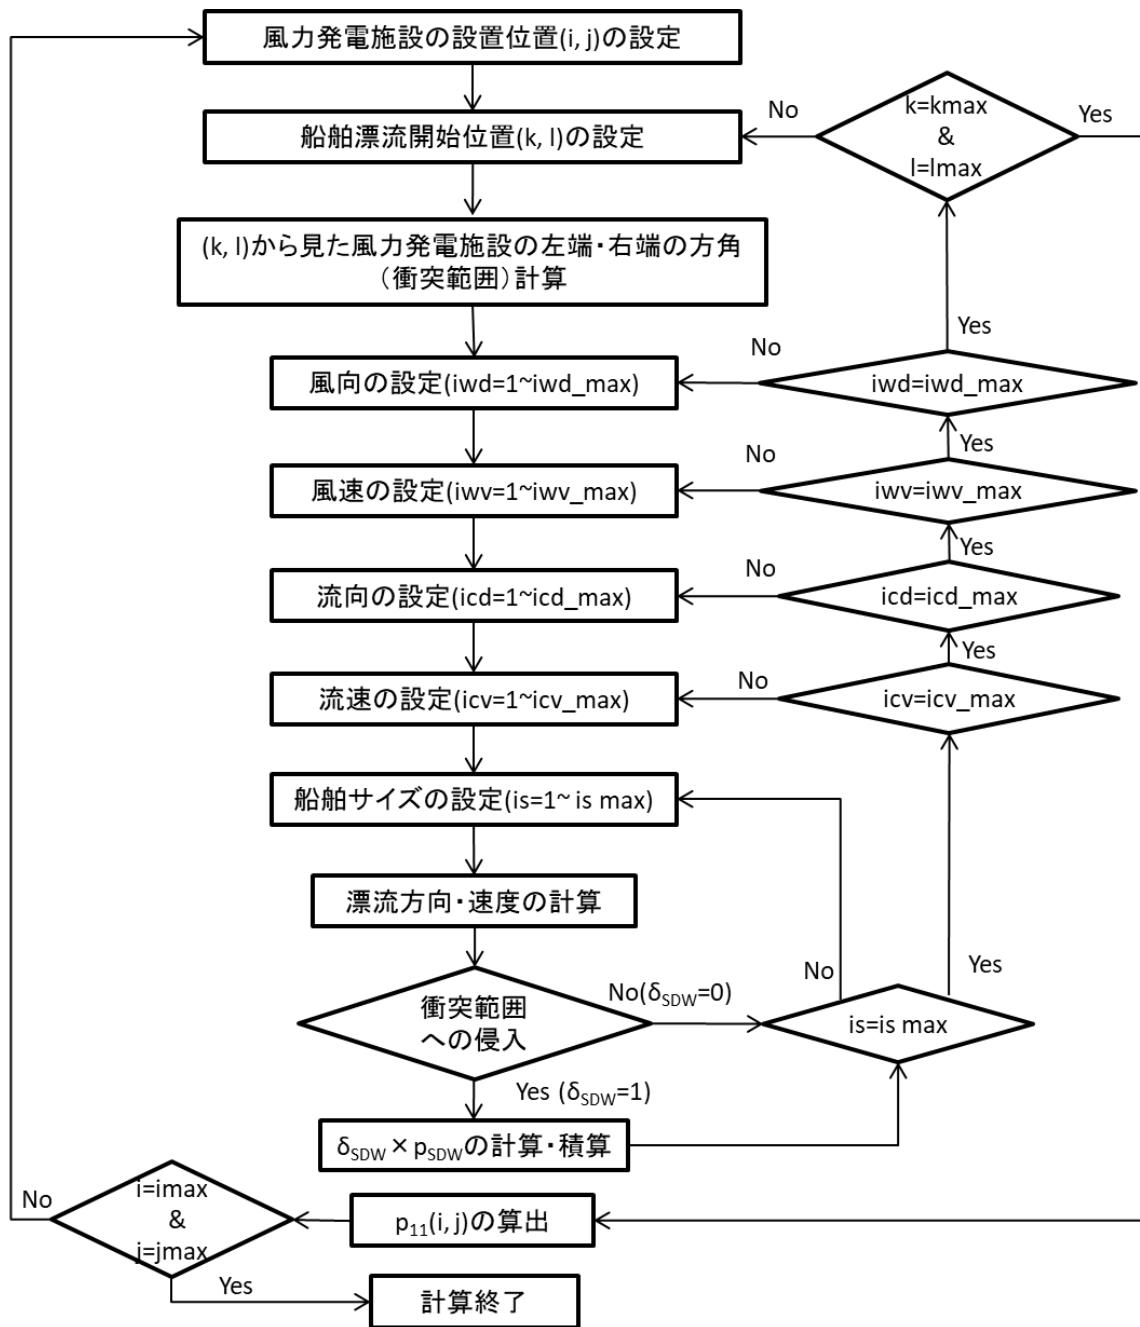 風力発電施設の設置位置(i, j)の設定
船舶漂流開始位置(k, l)の設定
No
k=kmax
&
l=lmax
Yes
(k, l)から見た風力発電施設の左端・右端の方角
（衝突範囲）計算
Yes
No
風向の設定(iwd=1~iwd_max)
iwd=iwd_max
Yes
No
風速の設定(iwv=1~iwv_max)
iwv=iwv_max
Yes
No
流向の設定(icd=1~icd_max)
icd=icd_max
Yes
No
流速の設定(icv=1~icv_max)
icv=icv_max
船舶サイズの設定(is=1~ is max)
漂流方向・速度の計算
No
Yes
衝突範囲
への侵入
No(δSDW=0)
is=is max
Yes (δSDW=1)
δSDW×pSDWの計算・積算
No
i=imax
&
j=jmax
p11(i, j)の算出
Yes
計算終了